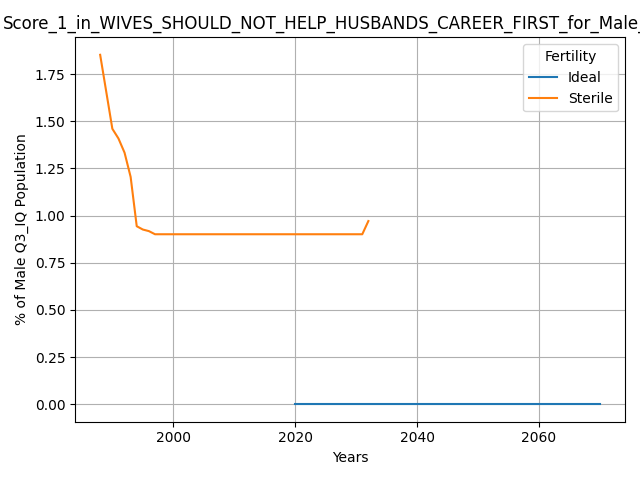 Score_1_in_WIVES_SHOULD_NOT_HELP_HUSBANDS_CAREER_FIRST_for_Male_
Fertility
Ideal
Sterile
% of Male Q3_IQ Population
1.75
1.50
1.25
1.00
0.75
0.50
0.25
0.00
2000
2020
2040
2060
Years